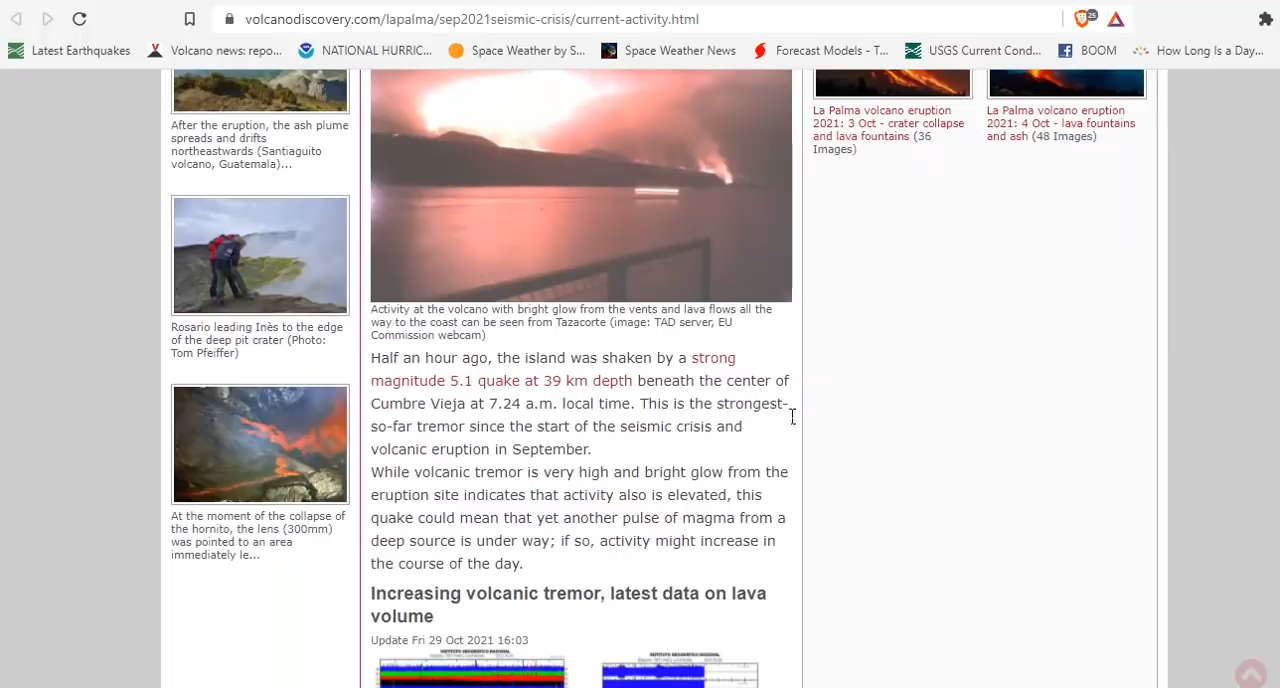 volcanodiscovery.com/lapalma/sep2021seismic-crisis/current-activity.html
25
Latest Earthquakes
Volcano news: repo...
NATIONAL HURRIC...
Space Weather by S...
Space Weather News
Forecast Models - T...
USGS Current Cond...
BOOM
How Long Is a Day...
After the eruption, the ash plume
spreads and drifts
northeastwards (Santiaguito
volcano, Guatemala)...
Rosario leading Inès to the edge
of the deep pit crater (Photo:
Tom Pfeiffer)
At the moment of the collapse of
the hornito, the lens (300mm)
was pointed to an area
immediately le...
Activity at the volcano with bright glow from the vents and lava flows all the
way to the coast can be seen from Tazacorte (image: TAD server, EU
Commission webcam)
Half an hour ago, the island was shaken by a strong
magnitude 5.1 quake at 39 km depth beneath the center of
Cumbre Vieja at 7.24 a.m. local time. This is the strongest-
so-far tremor since the start of the seismic crisis and
volcanic eruption in September.
While volcanic tremor is very high and bright glow from the
eruption site indicates that activity also is elevated, this
quake could mean that yet another pulse of magma from a
deep source is under way; if so, activity might increase in
the course of the day.
Increasing volcanic tremor, latest data on lava
volume
Update Fri 29 Oct 2021 16:03
INSTITUTO GEOGRÁFICO NACIONAL
INSTITUTO GEOGRÁFICO NACIONAL
La Palma volcano eruption
2021: 3 Oct - crater collapse
and lava fountains (36
Images)
La Palma volcano eruption
2021: 4 Oct - lava fountains
and ash (48 Images)